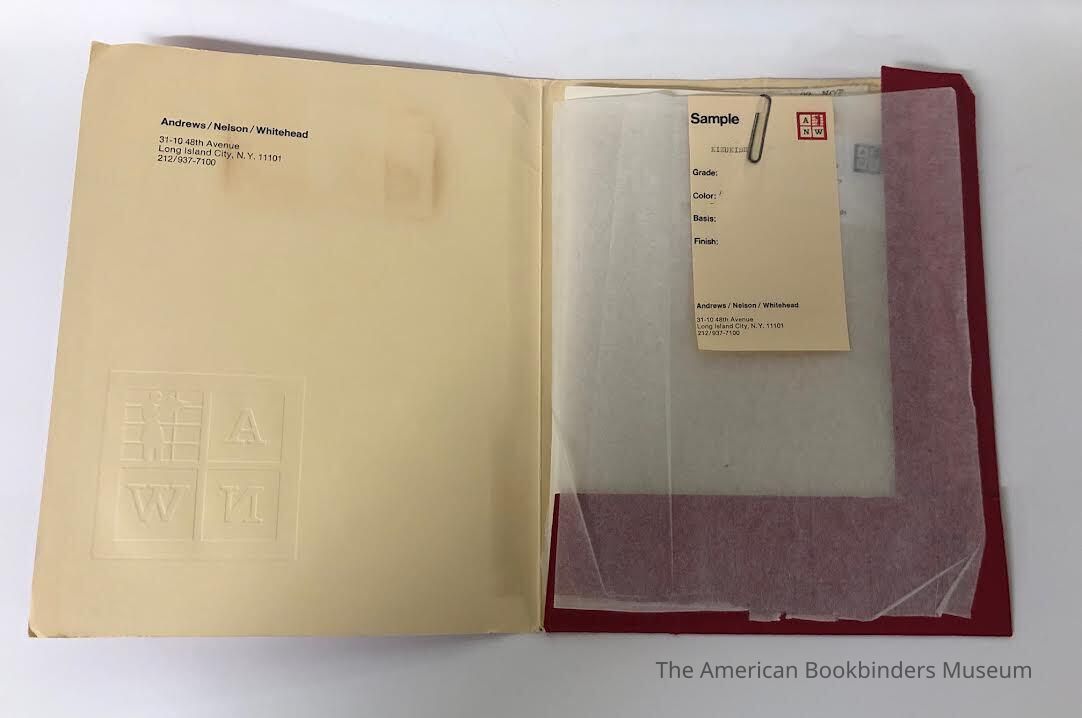 Andrews / Nelson / Whitehead
31-10 48th Avenue
Long Island City, N.Y. 11101
212/937-7100
A
W N
Sample
A
N W
Grade:
Color:
Basis:
Finish:
Andrews / Nelson / Whitehead
31-10 48th Avenue
Long Island City, N.Y. 11101
212/937-7100
The American Bookbinders Museum